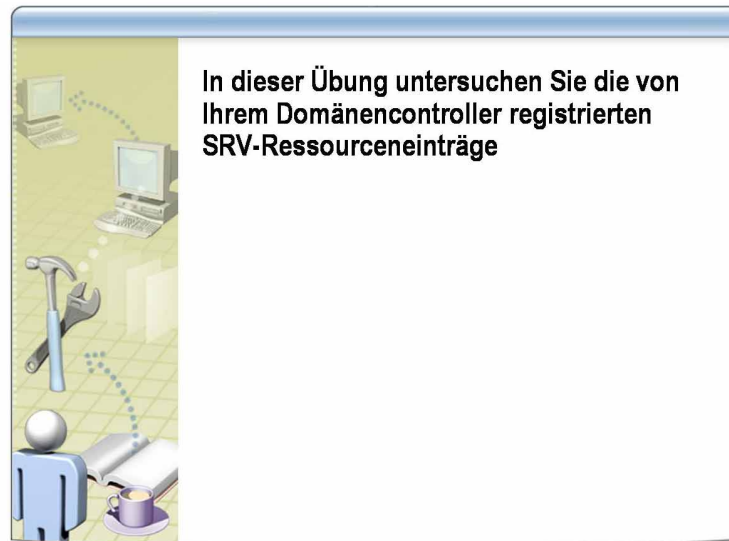 In dieser Übung untersuchen Sie die von
Ihrem Domänencontroller registrierten
SRV-Ressourceneinträge